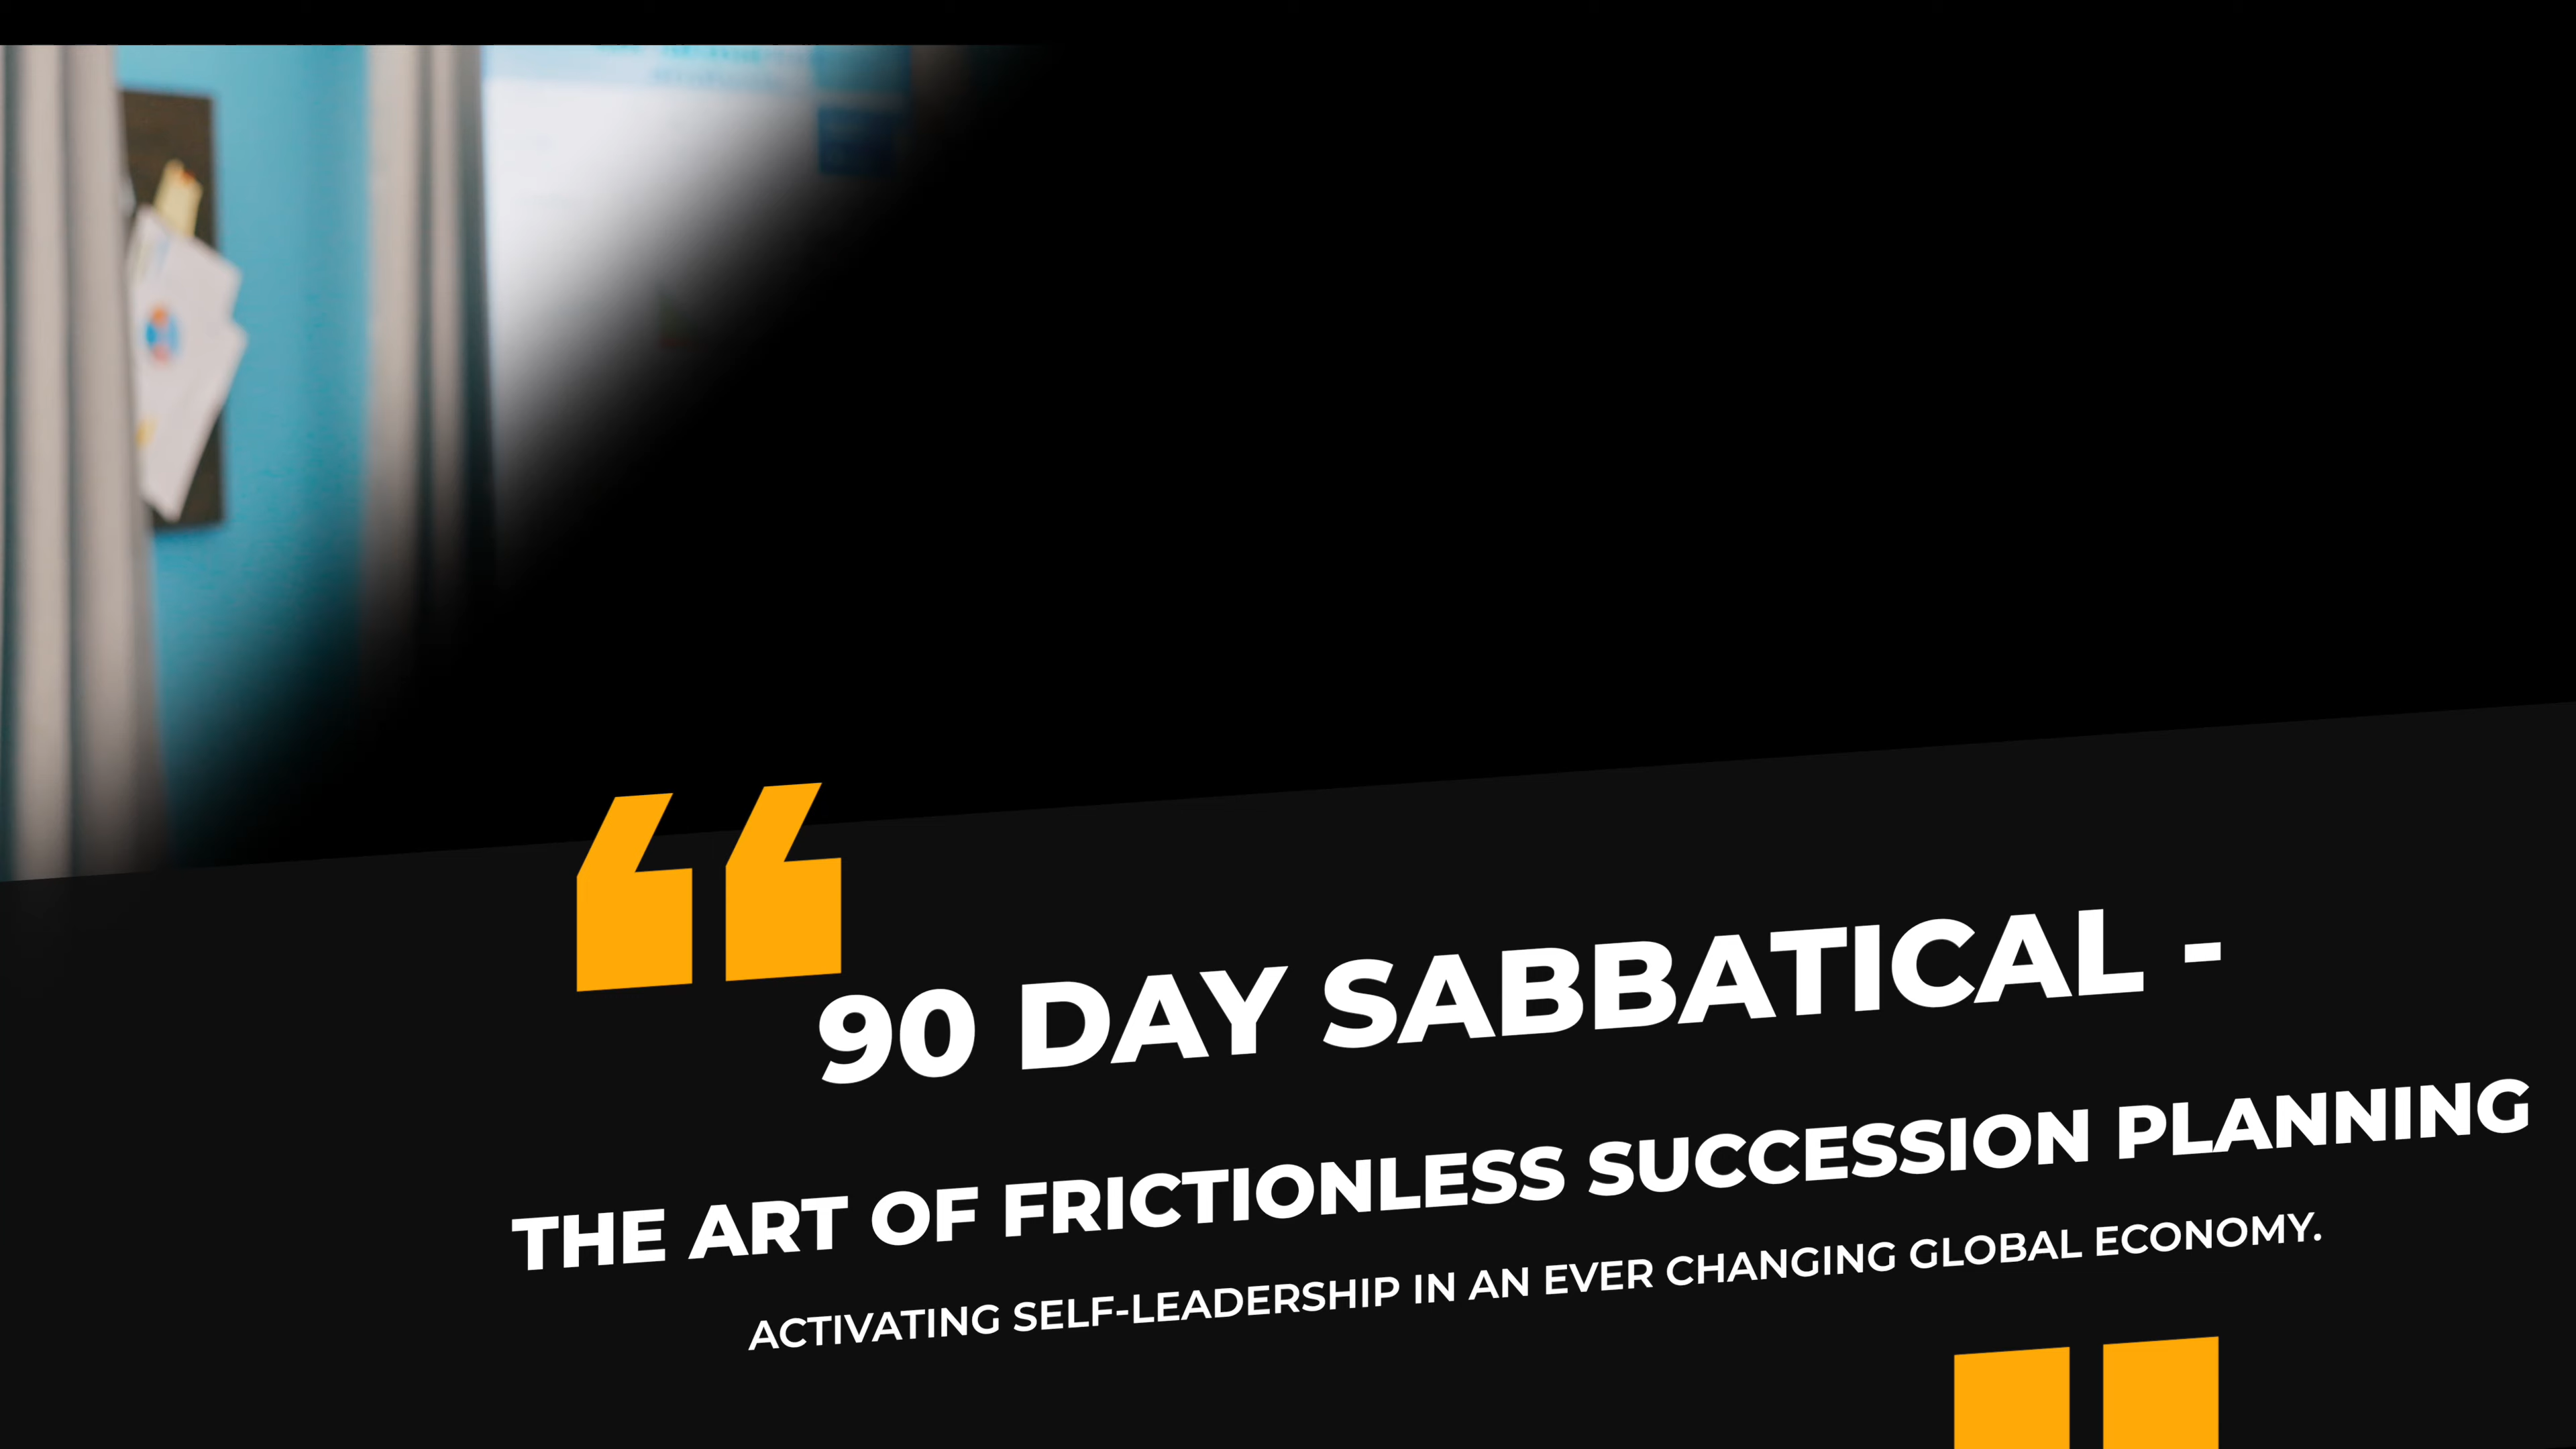 “
90 DAY SABBATICAL -
THE ART OF FRICTIONLESS SUCCESSION PLANNING
ACTIVATING SELF-LEADERSHIP IN AN EVER CHANGING GLOBAL ECONOMY.
”